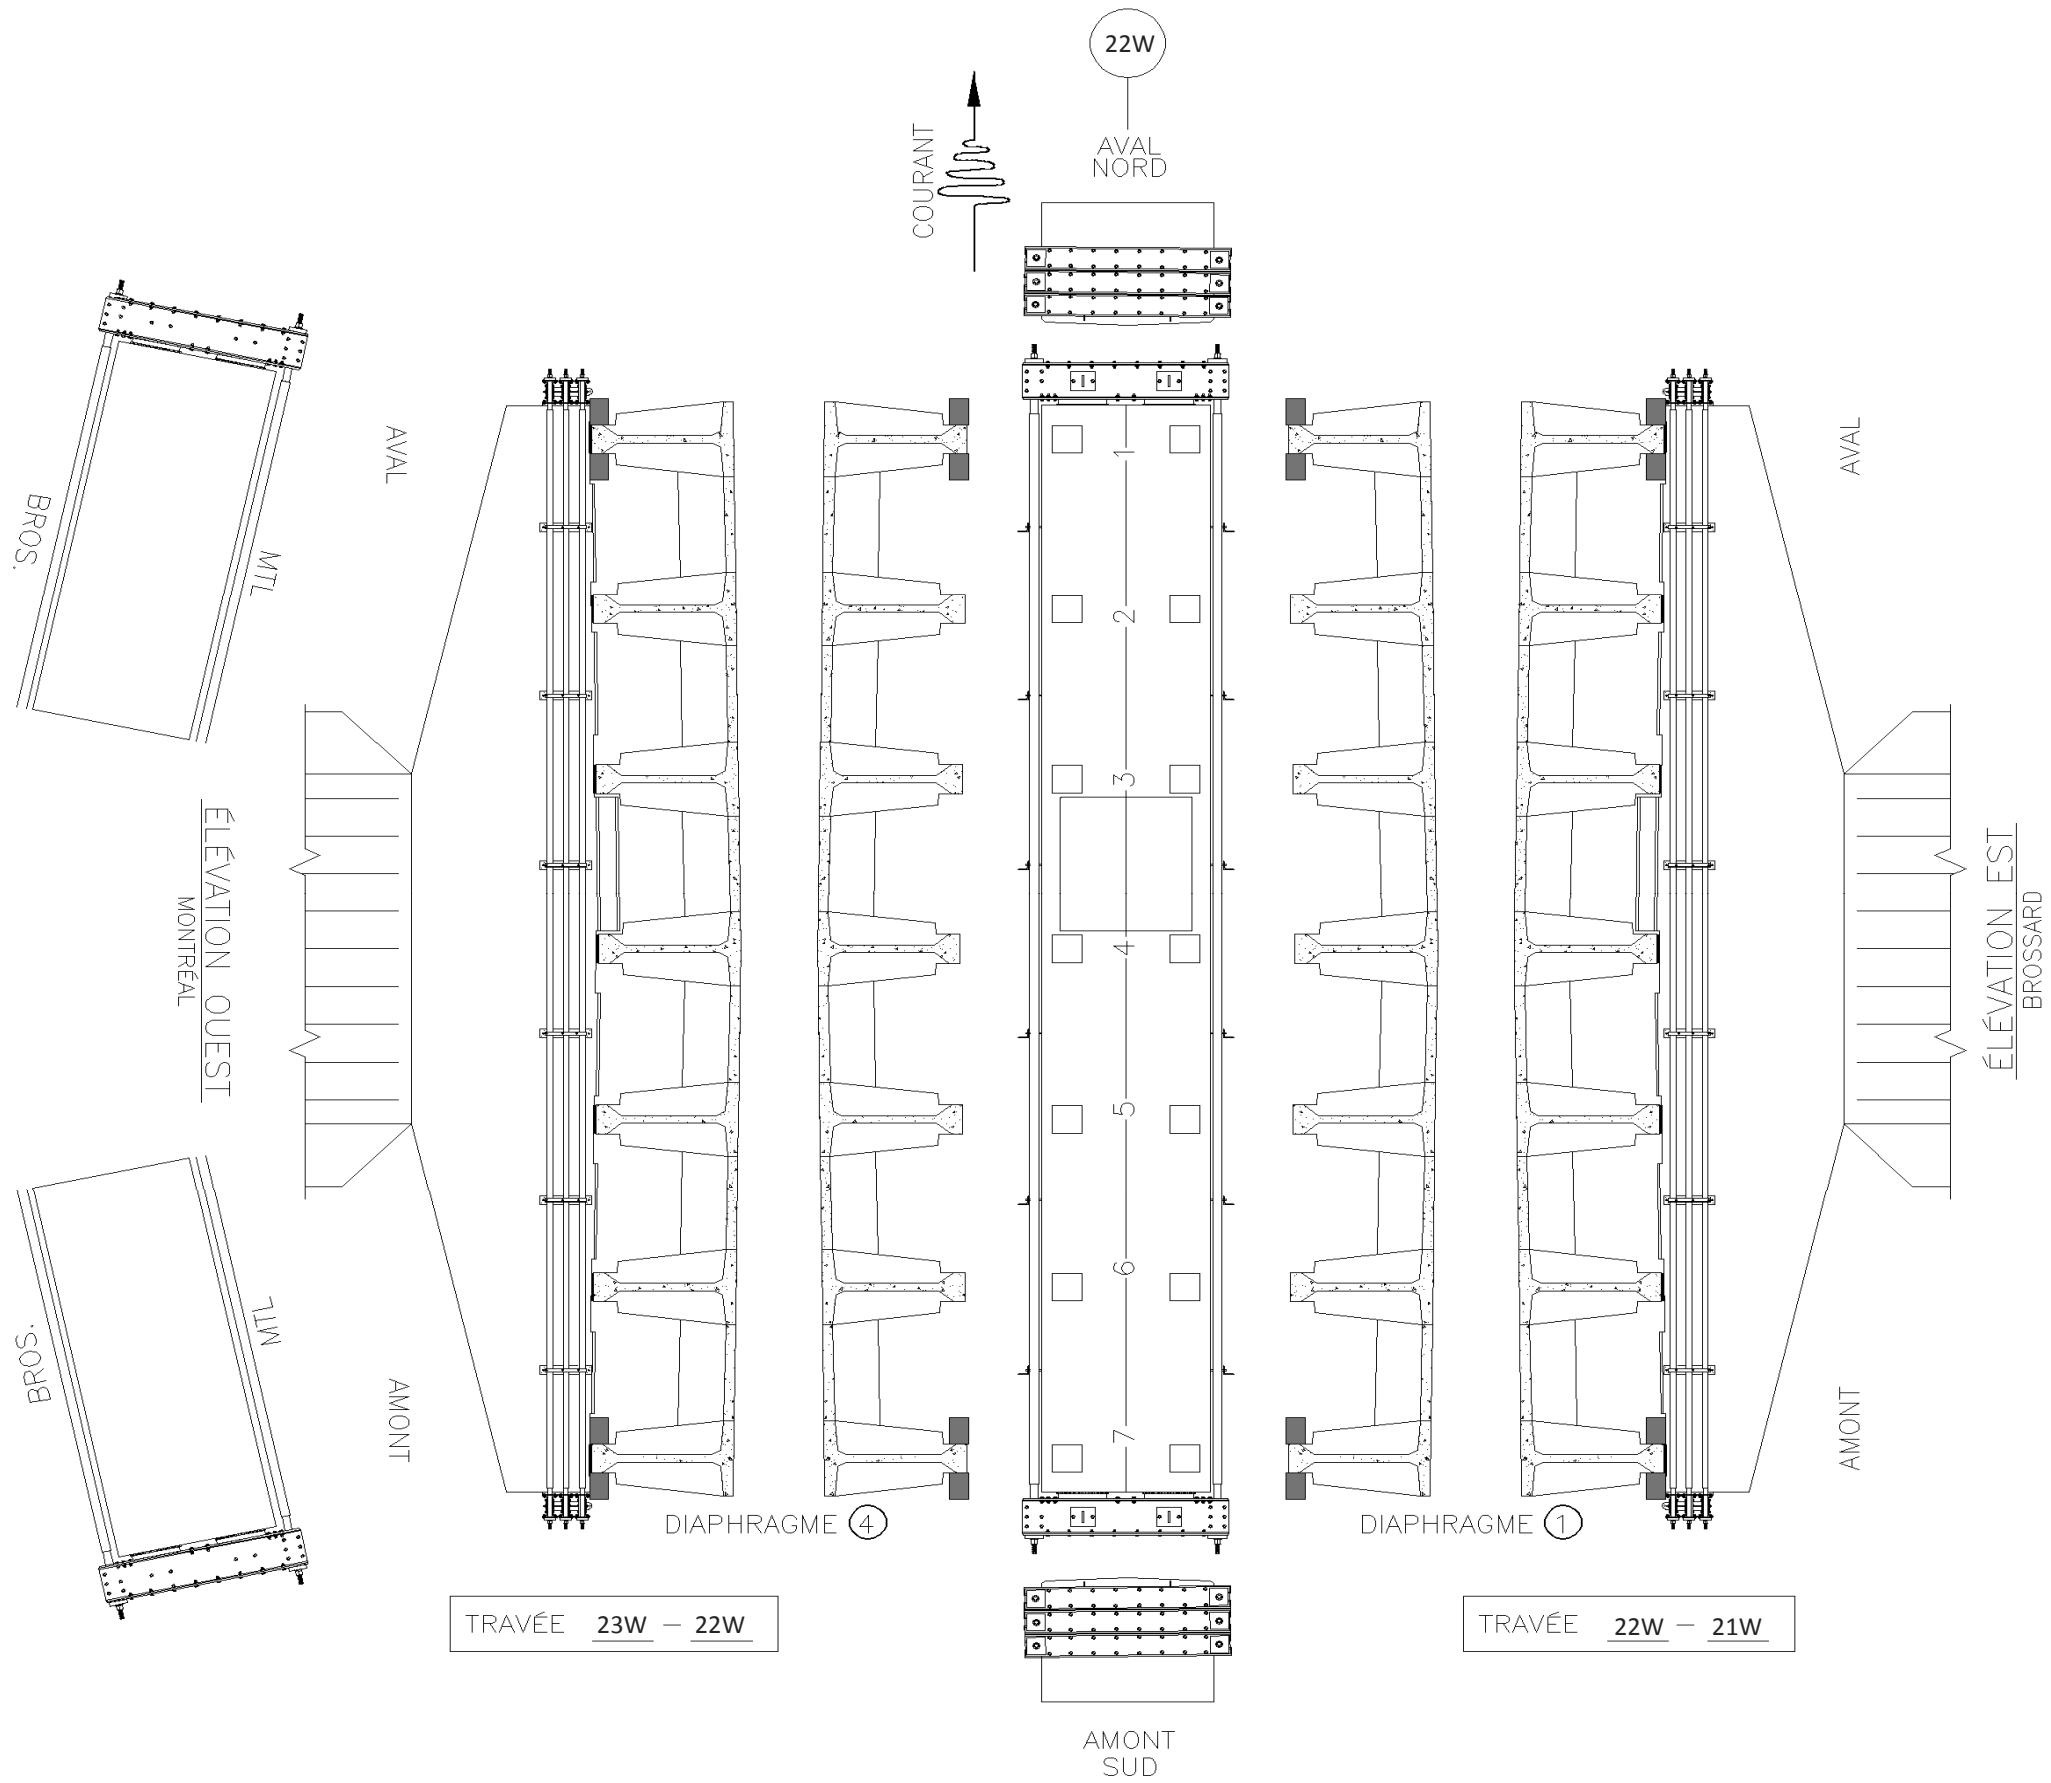 22W
COURANT
AVAL
NORD
AVAL
AVAL
BROS.
MTL
1
2
3
4
5
6
7
ÉLÉVATION OUEST
MONTRÉAL
ÉLÉVATION EST
BROSSARD
BROS.
MTL
AMONT
AMONT
DIAPHRAGME 4
DIAPHRAGME 1
TRAVÉE 23W – 22W
TRAVÉE 22W – 21W
AMONT
SUD